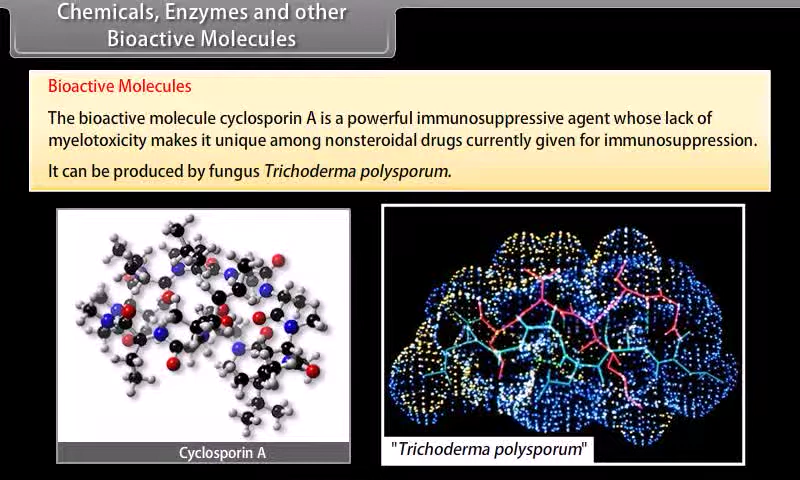 Chemicals, Enzymes and other
Bioactive Molecules
Bioactive Molecules
The bioactive molecule cyclosporin A is a powerful immunosuppressive agent whose lack of
myelotoxicity makes it unique among nonsteroidal drugs currently given for immunosuppression.
It can be produced by fungus Trichoderma polysporum.
Cyclosporin A
"Trichoderma polysporum"